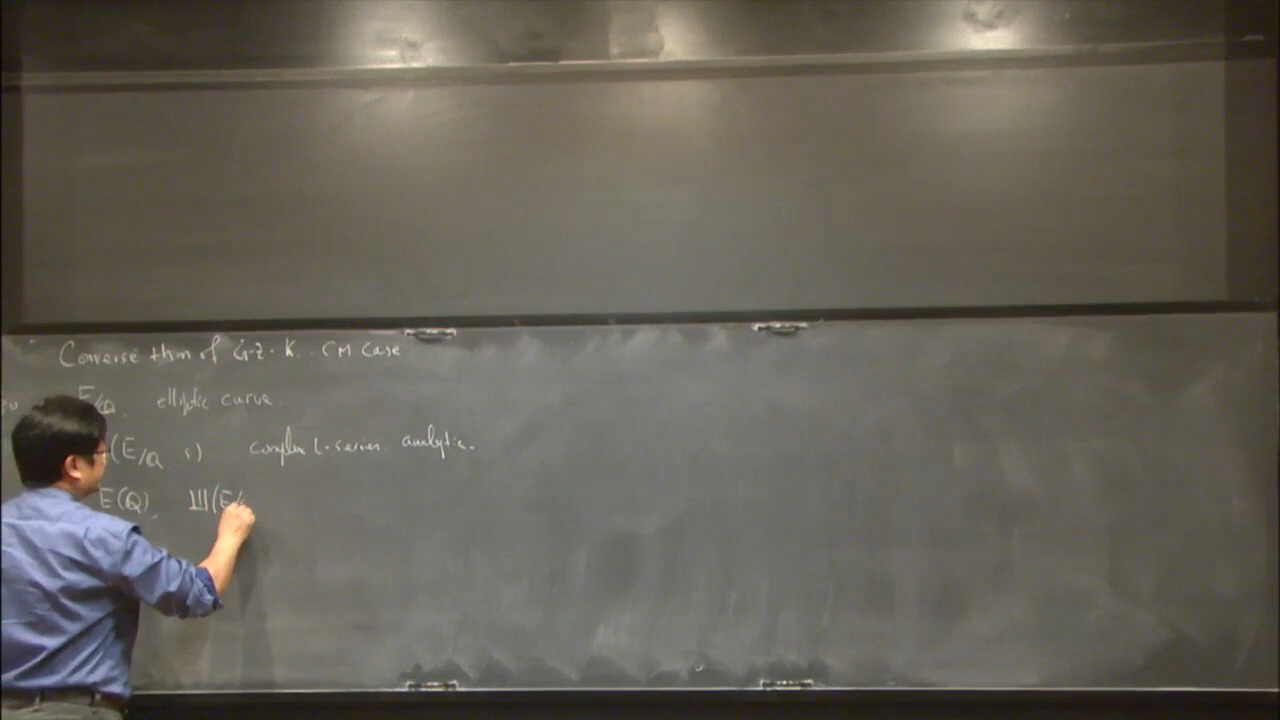 Converse thm of G-Z. K.. CM Case
E/Q elliptic curve.
(E/Q, s) complex L-series analytic.
E(Q), Ш(E/